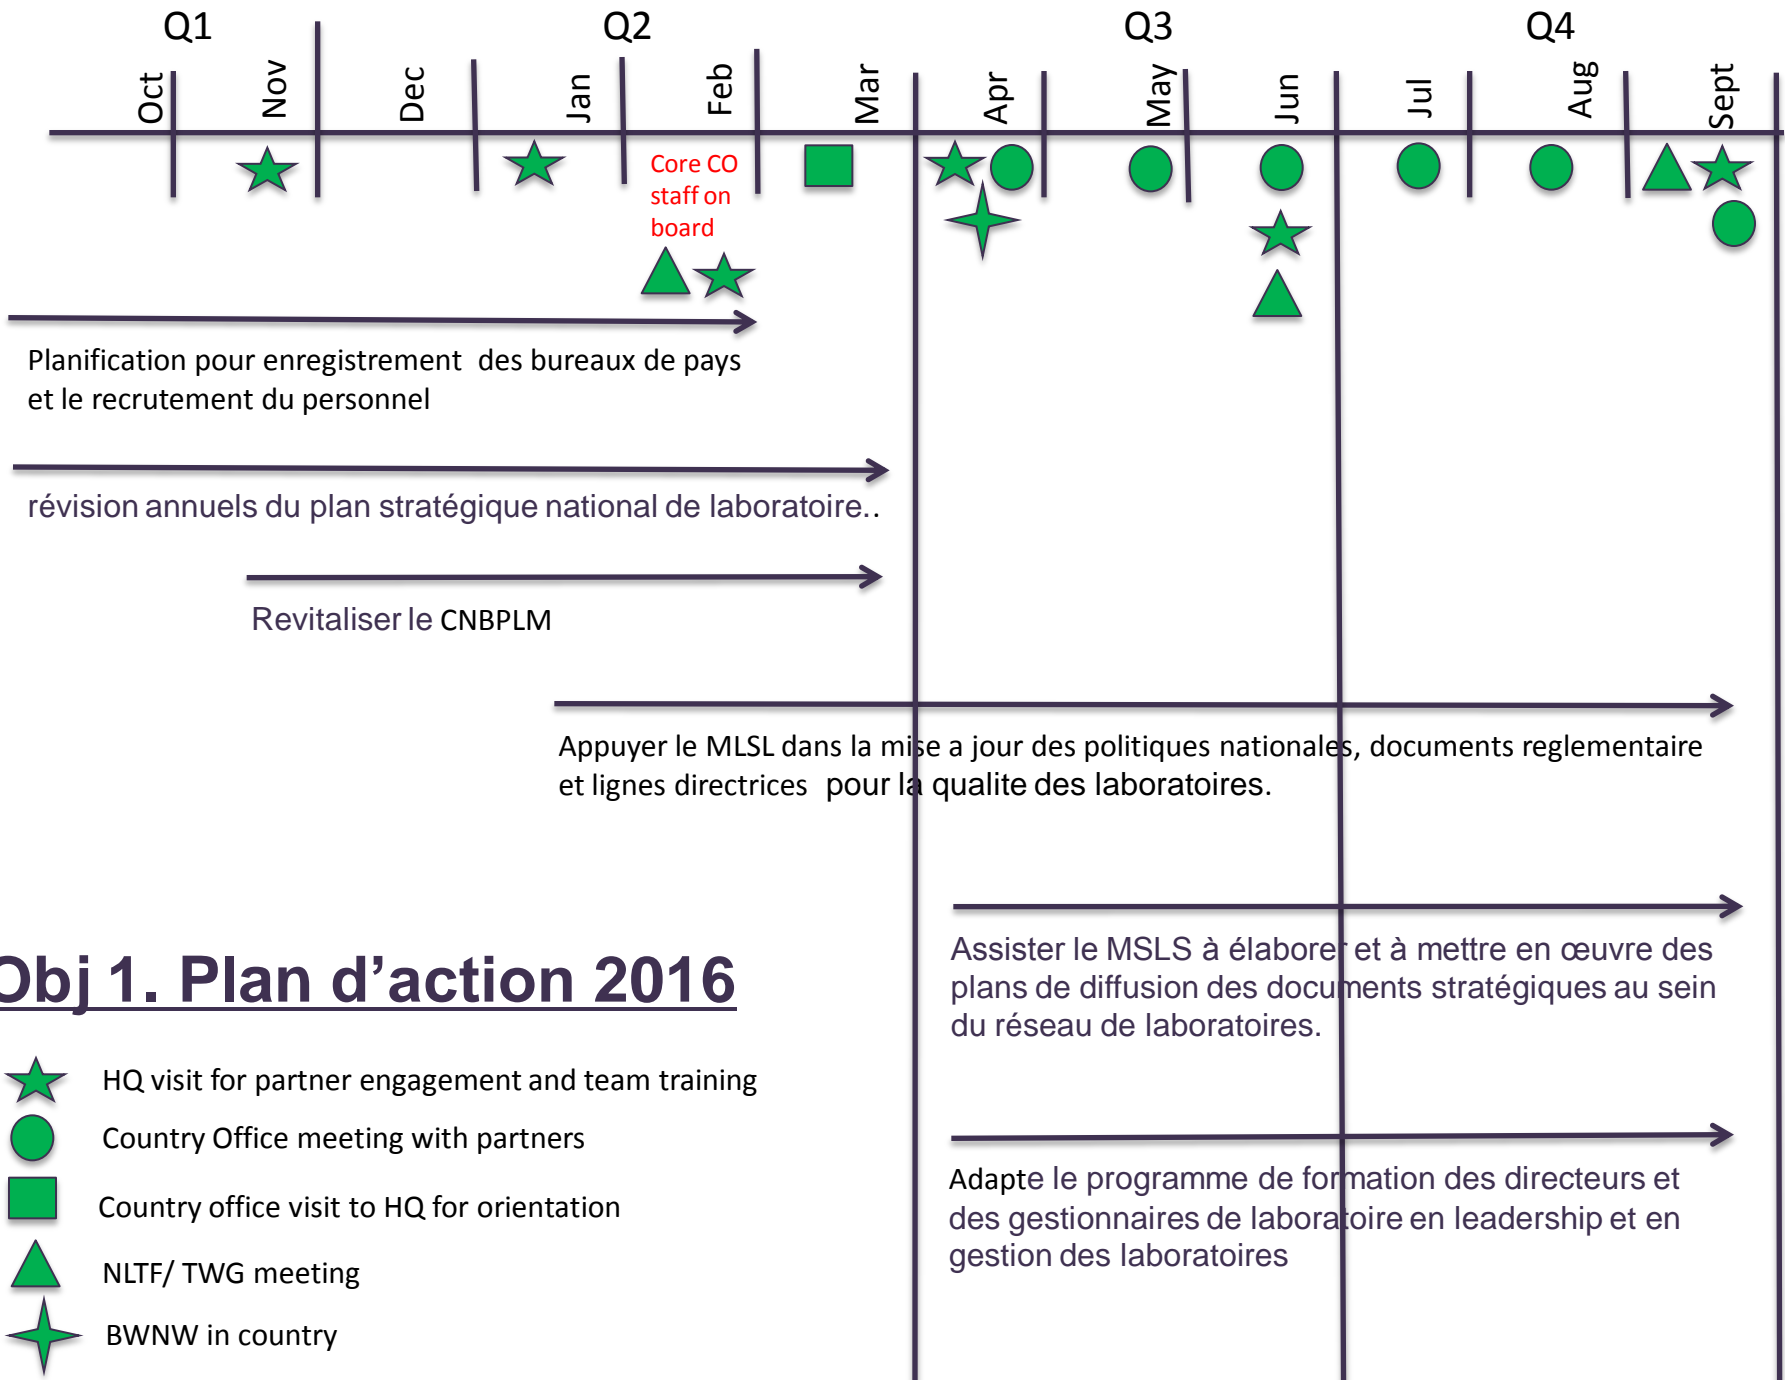 Q1
Q2
Q3
Q4
Oct
Nov
Dec
Jan
Feb
Mar
Apr
May
Jun
Jul
Aug
Sept
Core CO
staff on
board
Planification pour enregistrement des bureaux de pays
et le recrutement du personnel
révision annuels du plan stratégique national de laboratoire..
Revitaliser le CNBPLM
Appuyer le MLSL dans la mise a jour des politiques nationales, documents reglementaire
et lignes directrices pour la qualite des laboratoires.
Assister le MSLS à élaborer et à mettre en œuvre des
plans de diffusion des documents stratégiques au sein
du réseau de laboratoires.
Adapte le programme de formation des directeurs et
des gestionnaires de laboratoire en leadership et en
gestion des laboratoires
Obj 1. Plan d’action 2016
HQ visit for partner engagement and team training
Country Office meeting with partners
Country office visit to HQ for orientation
NLTF/ TWG meeting
BWNW in country